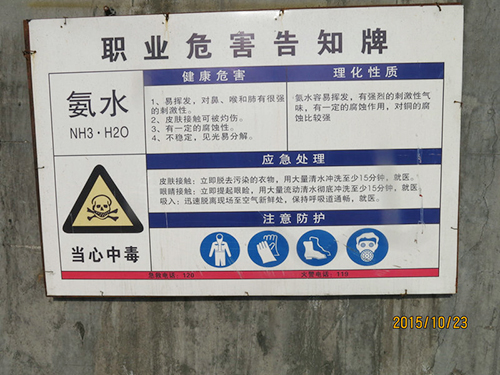 职业危害告知牌
氨水
NH3·H2O
健康危害
1、易挥发，对鼻、喉和肺有很强
的刺激性。
2、皮肤接触可被灼伤。
3、有一定的腐蚀性。
4、不稳定，见光易分解。
理化性质
氨水容易挥发，有强烈的刺激性气
味，有一定的腐蚀作用，对铜的腐
蚀比较强
应急处理
皮肤接触：立即脱去污染的衣物，用大量清水冲洗至少15分钟，就医。
眼睛接触：立即提起眼睑，用大量流动清水彻底冲洗至少15分钟，就医。
吸入：迅速脱离现场至空气新鲜处，保持呼吸道通畅，就医。
当心中毒
注意防护
急救电话：120
火警电话：119
2015/10/23